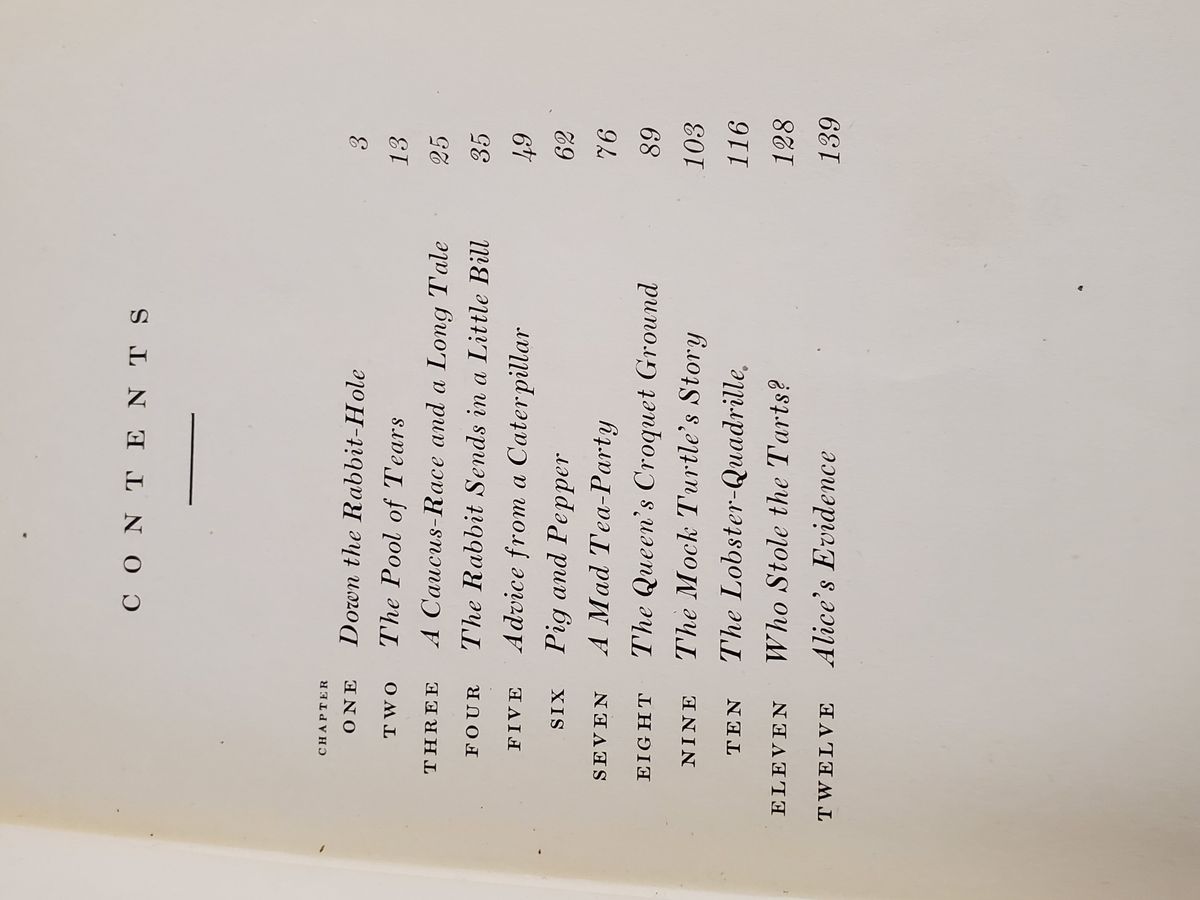 CONTENTS
CHAPTER
ONE Down the Rabbit-Hole 3
TWO The Pool of Tears 13
THREE A Caucus-Race and a Long Tale 25
FOUR The Rabbit Sends in a Little Bill 35
FIVE Advice from a Caterpillar 49
SIX Pig and Pepper 62
SEVEN A Mad Tea-Party 76
EIGHT The Queen's Croquet Ground 89
NINE The Mock Turtle's Story 103
TEN The Lobster-Quadrille 116
ELEVEN Who Stole the Tarts? 128
TWELVE Alice's Evidence 139